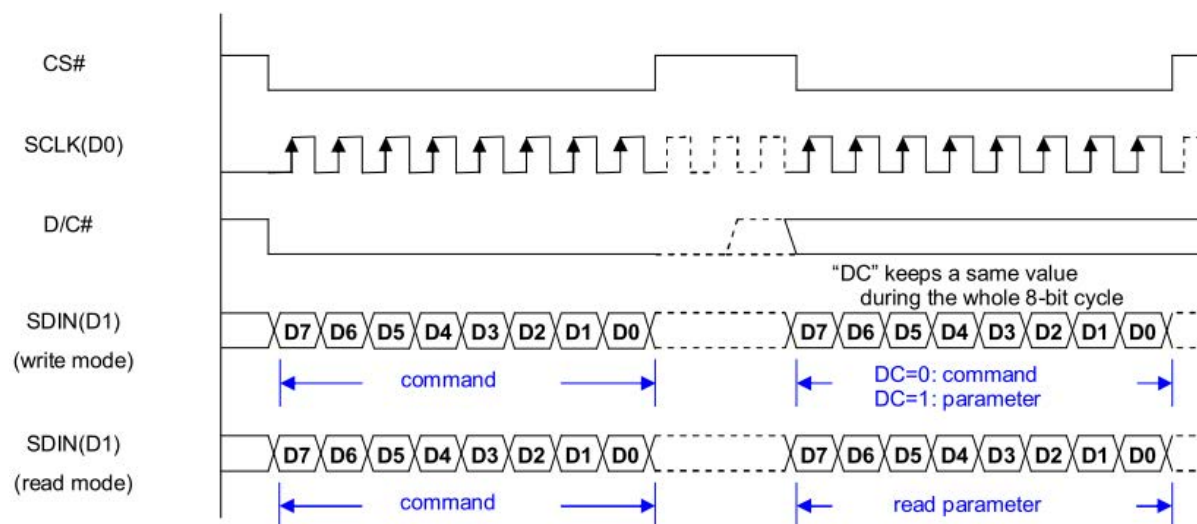 CS#
SCLK(D0)
D/C#
“DC” keeps a same value
during the whole 8-bit cycle
SDIN(D1)
(write mode)
D7 D6 D5 D4 D3 D2 D1 D0 D7 D6 D5 D4 D3 D2 D1 D0
command
DC=0: command
DC=1: parameter
SDIN(D1)
(read mode)
D7 D6 D5 D4 D3 D2 D1 D0 D7 D6 D5 D4 D3 D2 D1 D0
command read parameter